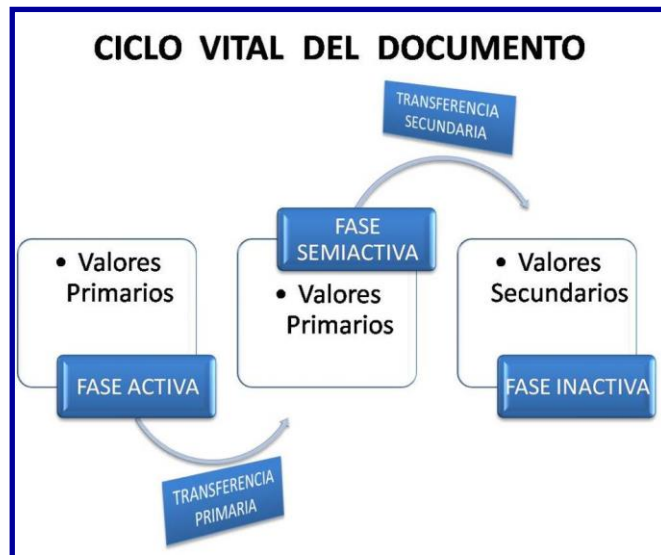 CICLO VITAL DEL DOCUMENTO
TRANSFERENCIA
SECUNDARIA
• Valores
Primarios
FASE ACTIVA
TRANSFERENCIA
PRIMARIA
FASE
SEMIACTIVA
• Valores
Primarios
• Valores
Secundarios
FASE INACTIVA